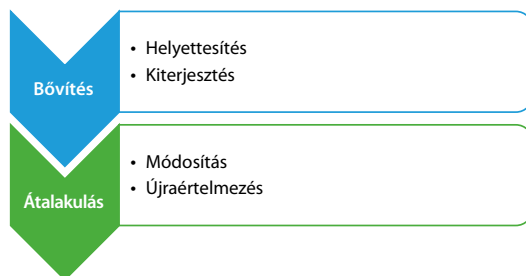 Bővítés
• Helyettesítés
• Kiterjesztés
Átalakulás
• Módosítás
• Újraértelmezés